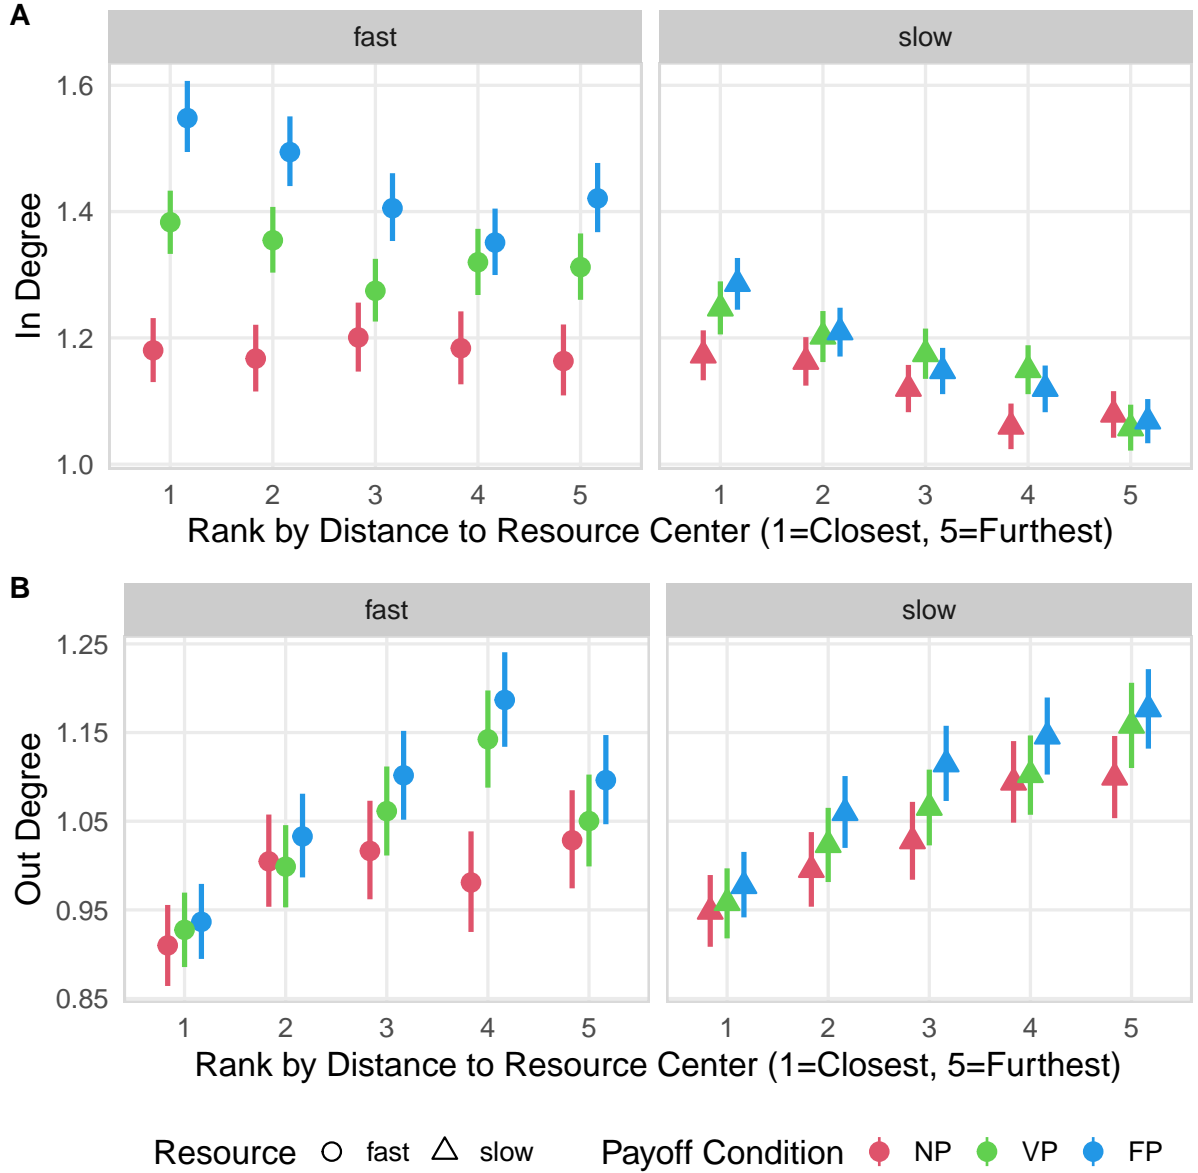 A
fast slow
In Degree
1.6
1.4
1.2
1.0
1 2 3 4 5 1 2 3 4 5
Rank by Distance to Resource Center (1=Closest, 5=Furthest)
B
fast slow
Out Degree
1.25
1.15
1.05
0.95
0.85
1 2 3 4 5 1 2 3 4 5
Rank by Distance to Resource Center (1=Closest, 5=Furthest)
Resource fast slow Payoff Condition NP VP FP